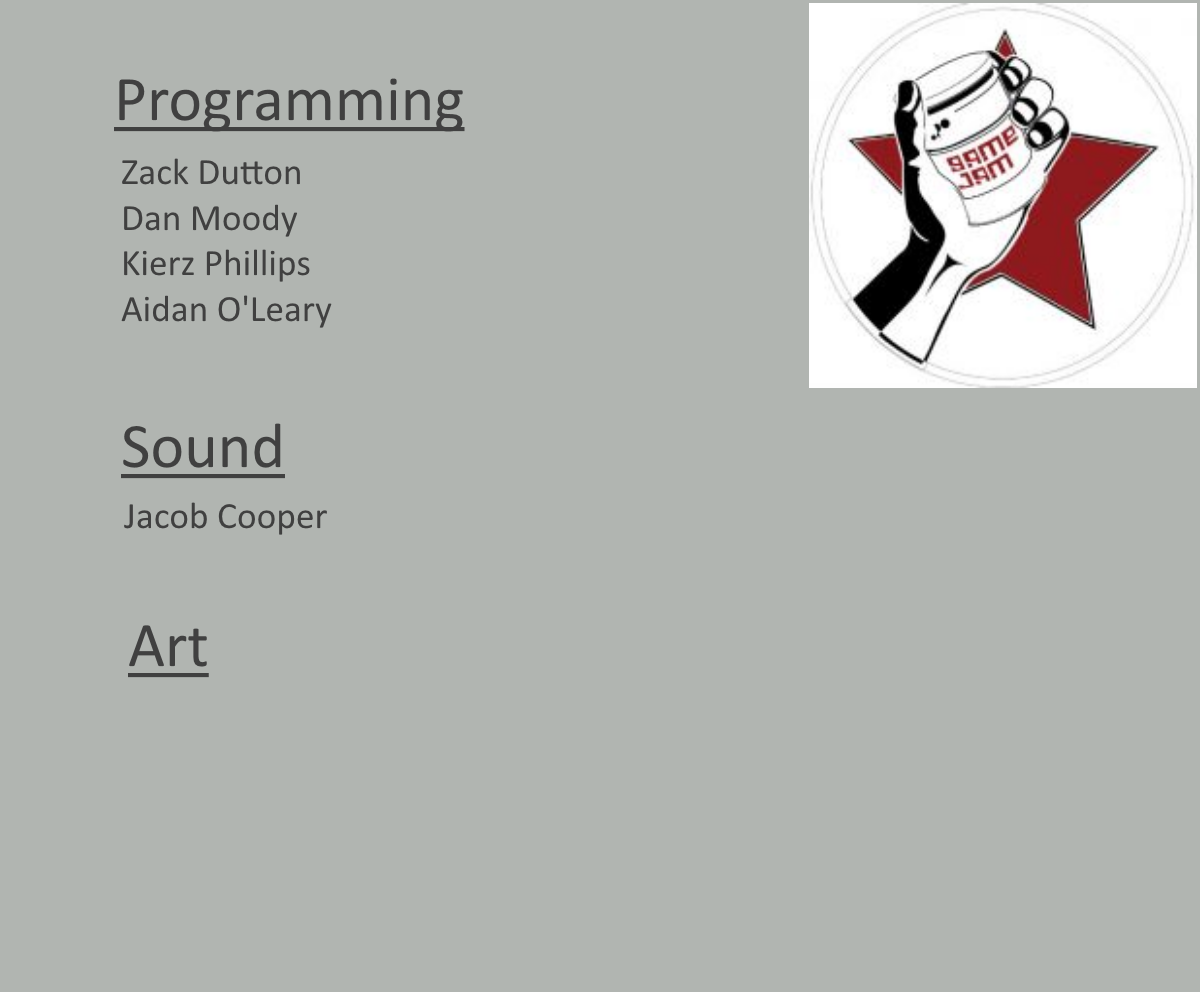 Programming
Zack Dutton
Dan Moody
Kierz Phillips
Aidan O'Leary
Sound
Jacob Cooper
Art
GAME
JAM